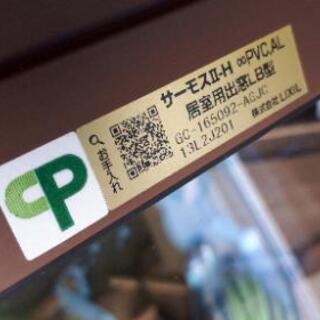 サーモスII-H ∞PVC,AL
居室用出窓LB型
GC-165092-AGJC
13L2J201
株式会社LIXIL
お手入れ
CP